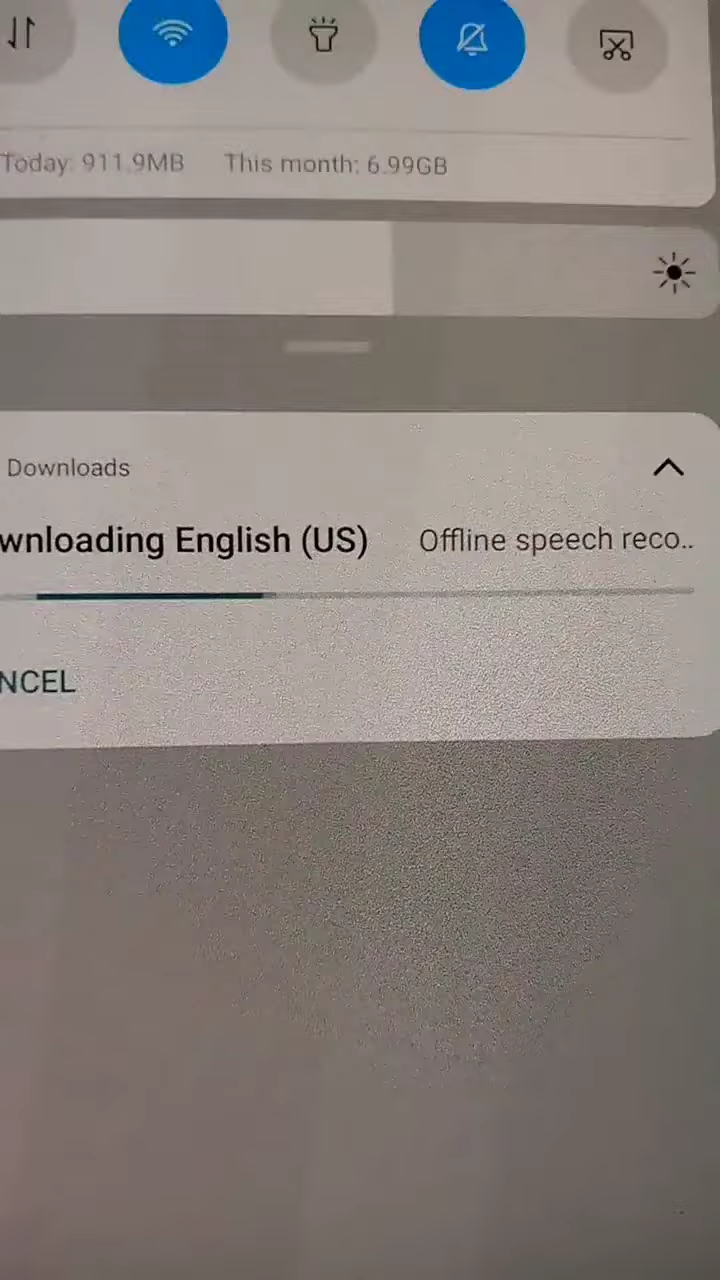 Today: 911.9MB This month: 6.99GB
Downloads
wnloading English (US) Offline speech reco..
NCEL